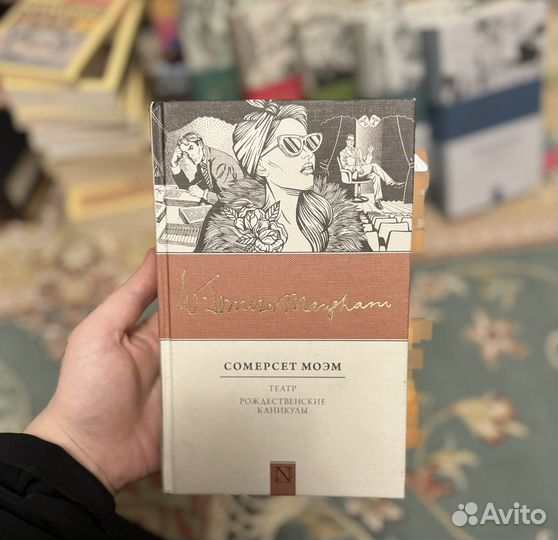 W. Somerset Maugham
СОМЕРСЕТ МОЭМ
ТЕАТР
РОЖДЕСТВЕНСКИЕ
КАНИКУЛЫ
N
Avito